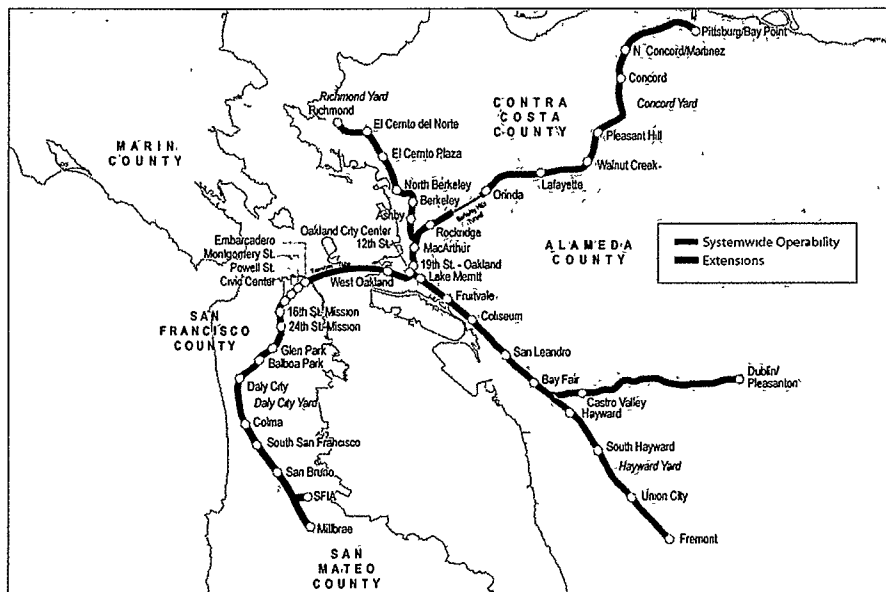 Pittsburg/Bay Point
N Concord/Martinez
Concord
Concord Yard
Pleasant Hill
Walnut Creek
Lafayette
Orinda
Rockridge
CONTRA
COSTA
COUNTY
Richmond Yard
Richmond
El Cerrito del Norte
El Cerrito Plaza
North Berkeley
Berkeley
Ashby
MARIN
COUNTY
MacArthur
Oakland City Center
12th St.
19th St. - Oakland
Lake Merritt
ALAMEDA
COUNTY
Systemwide Operability
Extensions
Embarcadero
Montgomery St.
Powell St.
Civic Center
West Oakland
Fruitvale
Coliseum
San Leandro
Bay Fair
Castro Valley
Dublin/
Pleasanton
Hayward
South Hayward
Hayward Yard
Union City
Fremont
16th St. Mission
24th St. Mission
SAN
FRANCISCO
COUNTY
Glen Park
Balboa Park
Daly City
Daly City Yard
Colma
South San Francisco
San Bruno
SFIA
Millbrae
SAN
MATEO
COUNTY